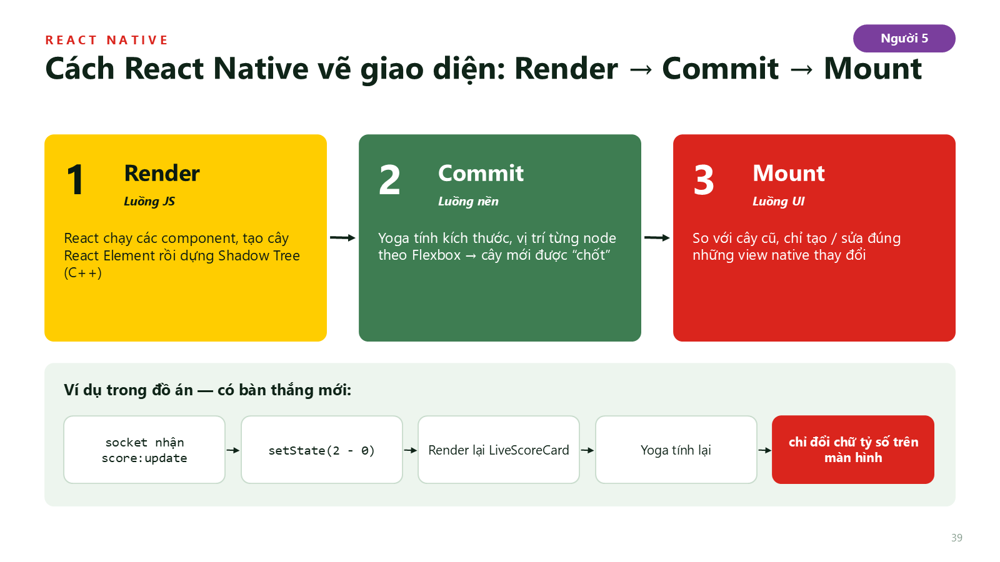 REACT NATIVE
Người 5
Cách React Native vẽ giao diện: Render → Commit → Mount
1
Render
Luồng JS
React chạy các component, tạo cây
React Element rồi dựng Shadow Tree
(C++)
2
Commit
Luồng nền
Yoga tính kích thước, vị trí từng node
theo Flexbox → cây mới được “chốt”
3
Mount
Luồng UI
So với cây cũ, chỉ tạo / sửa đúng
những view native thay đổi
Ví dụ trong đồ án — có bàn thắng mới:
socket nhận
score:update
setState(2 - 0)
Render lại LiveScoreCard
Yoga tính lại
chỉ đổi chữ tỷ số trên
màn hình
39